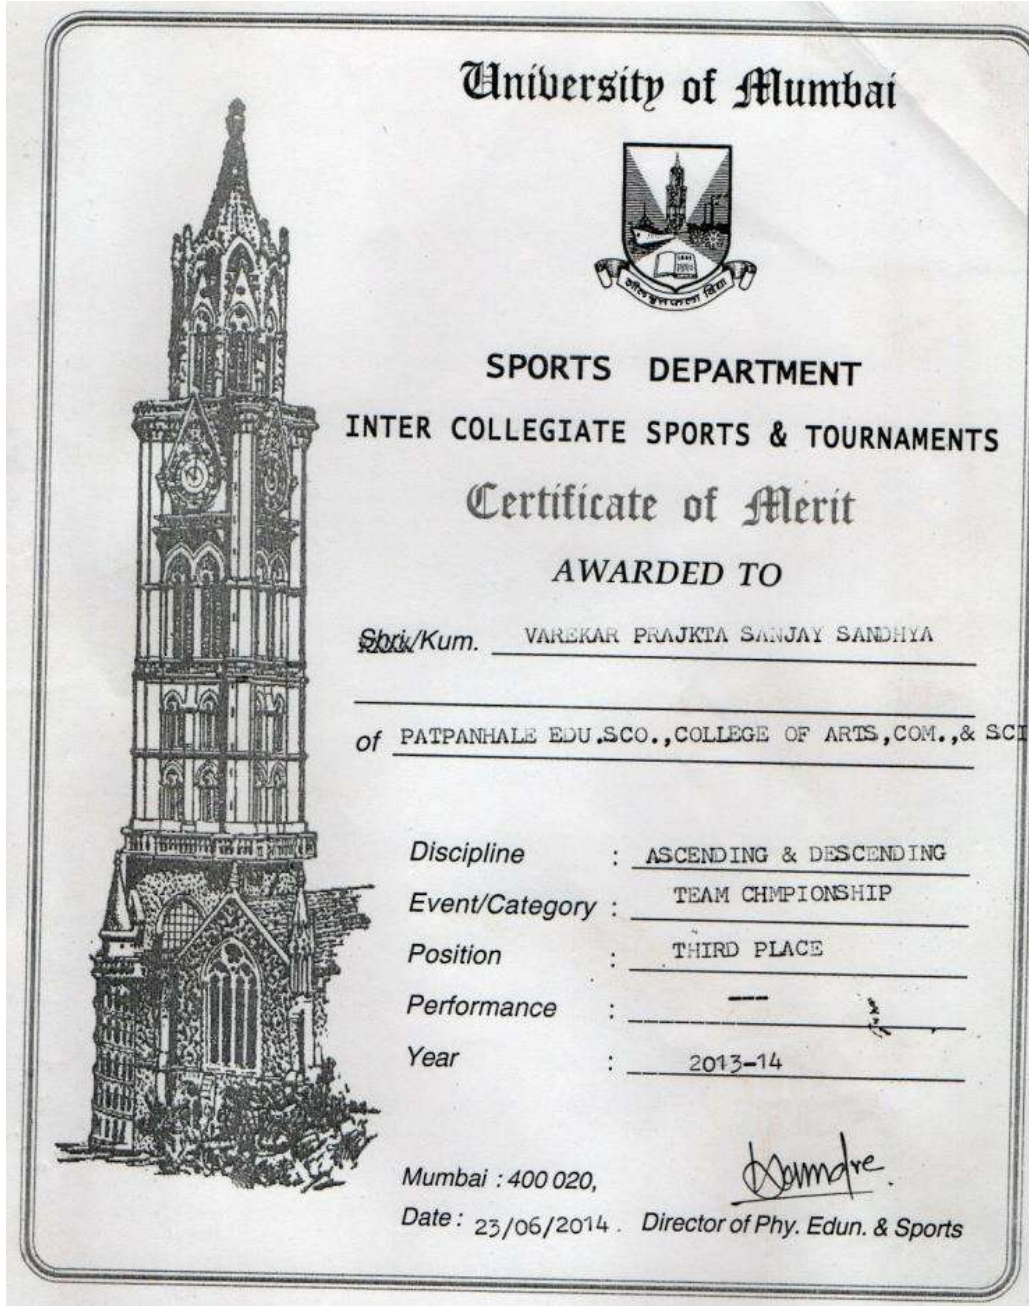 University of Mumbai
SPORTS DEPARTMENT
INTER COLLEGIATE SPORTS & TOURNAMENTS
Certificate of Merit
AWARDED TO
Shri./Kum. VAREKAR PRAJKTA SANJAY SANDHYA
of PATPANHALE EDU.SCO.,COLLEGE OF ARTS,COM.,& SCI
Discipline : ASCENDING & DESCENDING
Event/Category : TEAM CHMPIONSHIP
Position : THIRD PLACE
Performance : ---
Year : 2013-14
Mumbai : 400 020,
Date : 23/06/2014. Director of Phy. Edun. & Sports